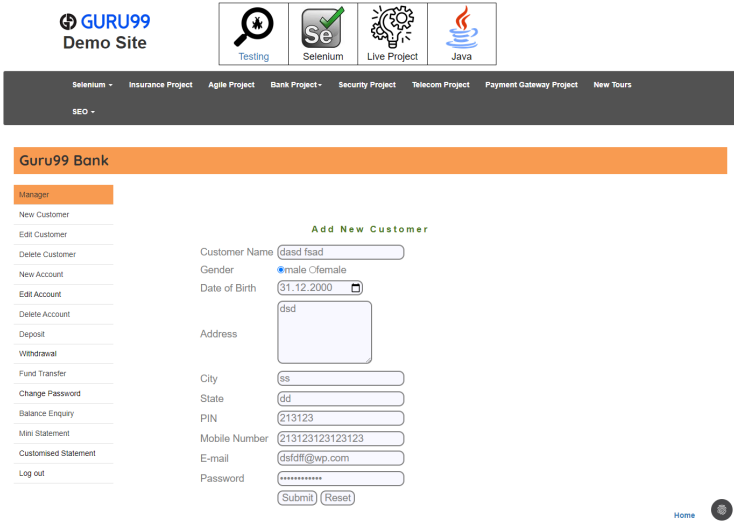 GURU99
Demo Site
Testing
Se
Selenium
Live Project
Java
Selenium
Insurance Project
Agile Project
Bank Project
Security Project
Telecom Project
Payment Gateway Project
New Tours
SEO
Guru99 Bank
Manager
New Customer
Edit Customer
Delete Customer
New Account
Edit Account
Delete Account
Deposit
Withdrawal
Fund Transfer
Change Password
Balance Enquiry
Mini Statement
Customised Statement
Log out
Add New Customer
Customer Name dasd fsad
Gender male female
Date of Birth 31.12.2000
Address dsd
City ss
State dd
PIN 213123
Mobile Number 213123123123123
E-mail dsfdff@wp.com
Password ••••••••••••
Submit Reset
Home